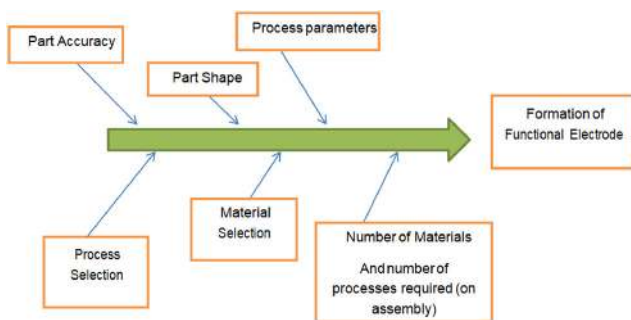 Process parameters
Part Accuracy
Part Shape
Formation of
Functional Electrode
Material
Selection
Number of Materials
And number of
processes required (on
assembly)
Process
Selection